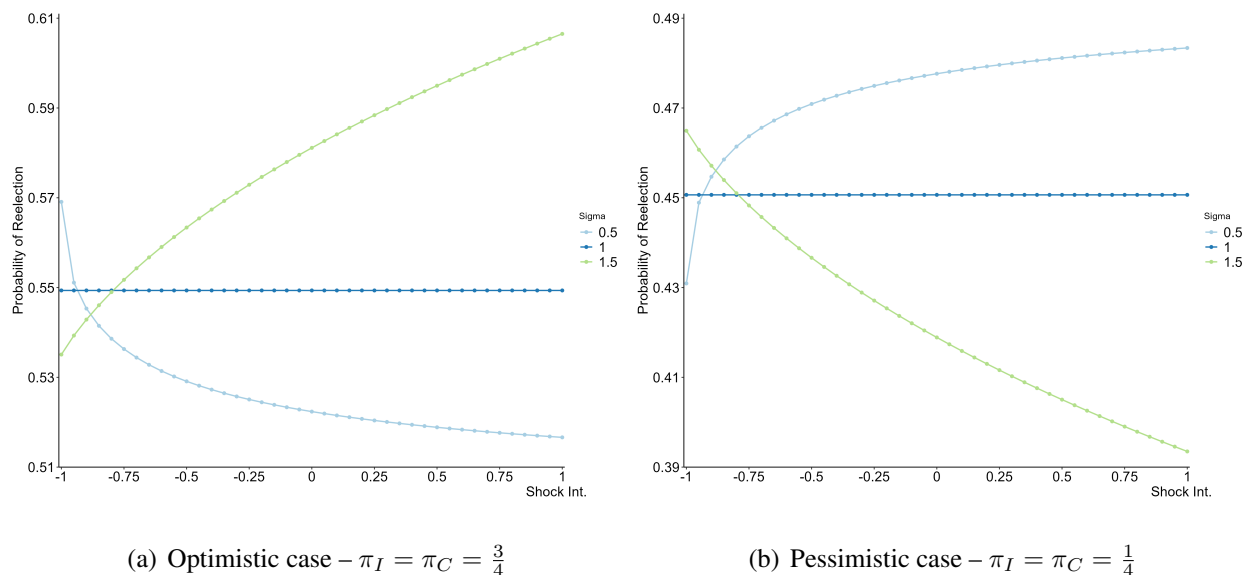 0.61
0.59
0.57
0.55
0.53
0.51
Probability of Reelection
-1 -0.75 -0.5 -0.25 0 0.25 0.5 0.75 1
Shock Int.
Sigma
0.5
1
1.5
(a) Optimistic case – π_I = π_C = 3/4
0.49
0.47
0.45
0.43
0.41
0.39
Probability of Reelection
-1 -0.75 -0.5 -0.25 0 0.25 0.5 0.75 1
Shock Int.
Sigma
0.5
1
1.5
(b) Pessimistic case – π_I = π_C = 1/4